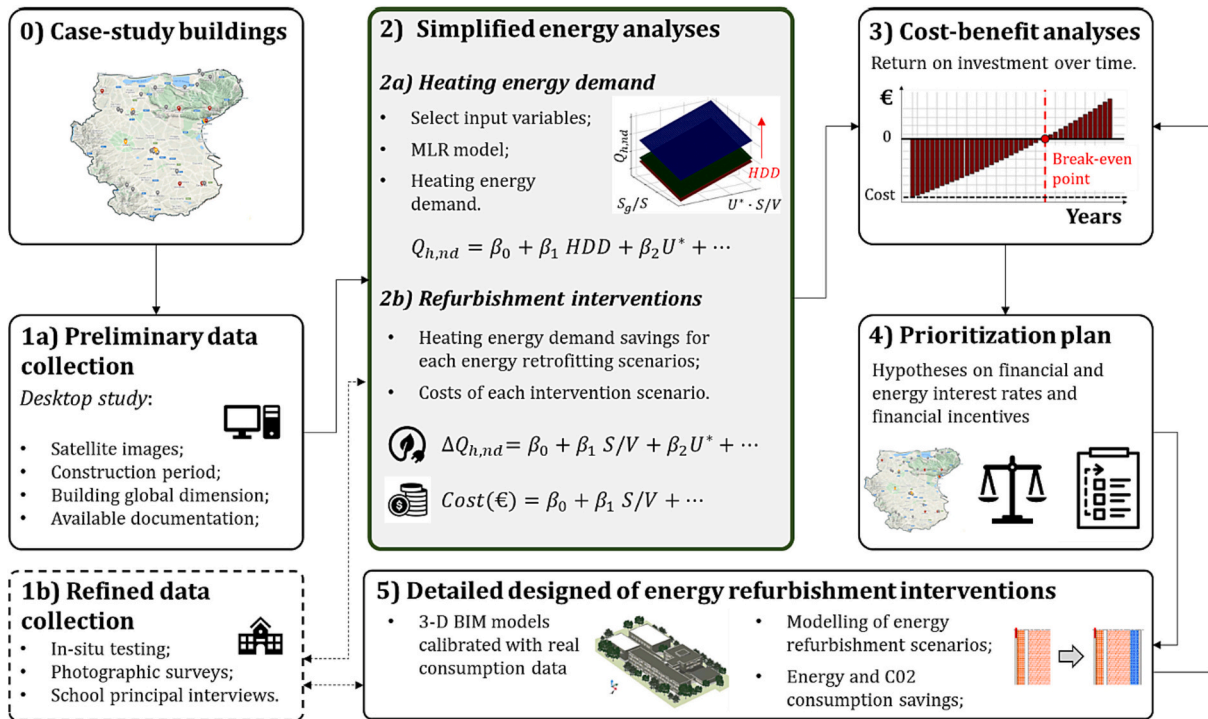 0) Case-study buildings
1a) Preliminary data
collection
Desktop study:
• Satellite images;
• Construction period;
• Building global dimension;
• Available documentation;
1b) Refined data
collection
• In-situ testing;
• Photographic surveys;
• School principal interviews.
2) Simplified energy analyses
2a) Heating energy demand
• Select input variables;
• MLR model;
• Heating energy
demand.
Q_{h,nd}
S_g/S
U* · S/V
HDD
Q_{h,nd} = β_0 + β_1 HDD + β_2 U* + ⋯
2b) Refurbishment interventions
• Heating energy demand savings for
each energy retrofitting scenarios;
• Costs of each intervention scenario.
ΔQ_{h,nd} = β_0 + β_1 S/V + β_2 U* + ⋯
$
Cost(€) = β_0 + β_1 S/V + ⋯
3) Cost-benefit analyses
Return on investment over time.
€
0
Break-even
point
Cost
Years
4) Prioritization plan
Hypotheses on financial and
energy interest rates and
financial incentives
5) Detailed designed of energy refurbishment interventions
• 3-D BIM models
calibrated with real
consumption data
• Modelling of energy
refurbishment scenarios;
• Energy and C02
consumption savings;